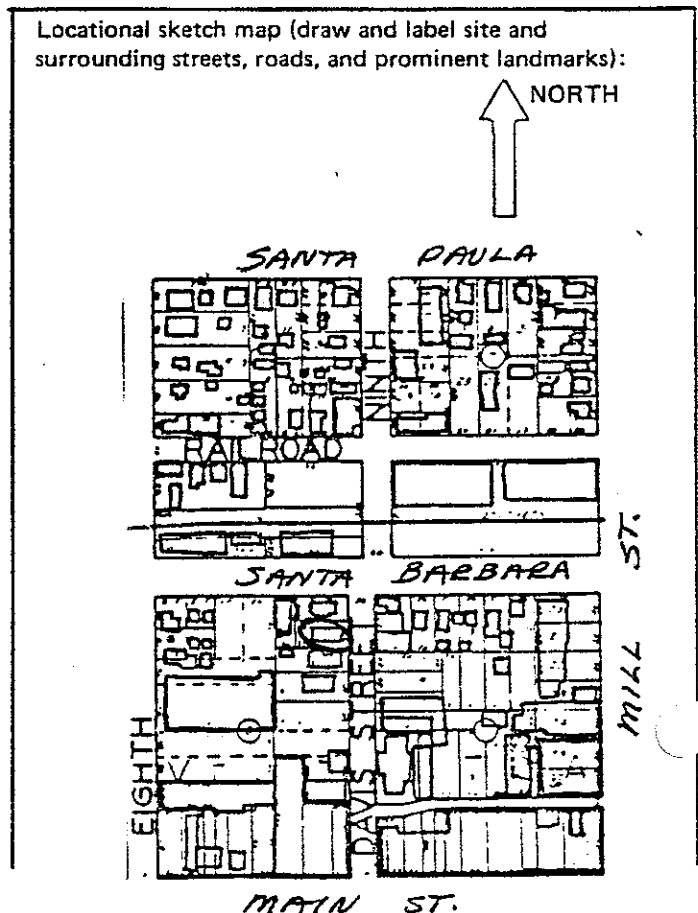 Locational sketch map (draw and label site and
surrounding streets, roads, and prominent landmarks):
NORTH
SANTA PAULA
NINTH
RAILROAD
SANTA BARBARA
MILL ST.
EIGHTH
DAVIS
MAIN ST.